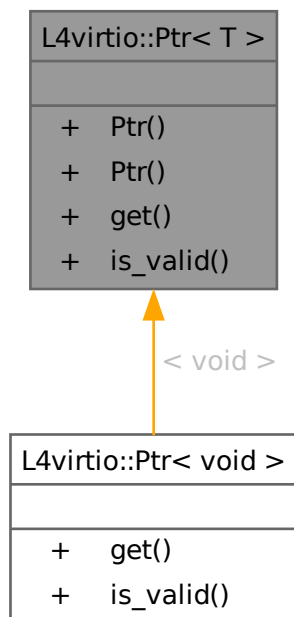 L4virtio::Ptr< T >
+ Ptr()
+ Ptr()
+ get()
+ is_valid()
< void >
L4virtio::Ptr< void >
+ get()
+ is_valid()